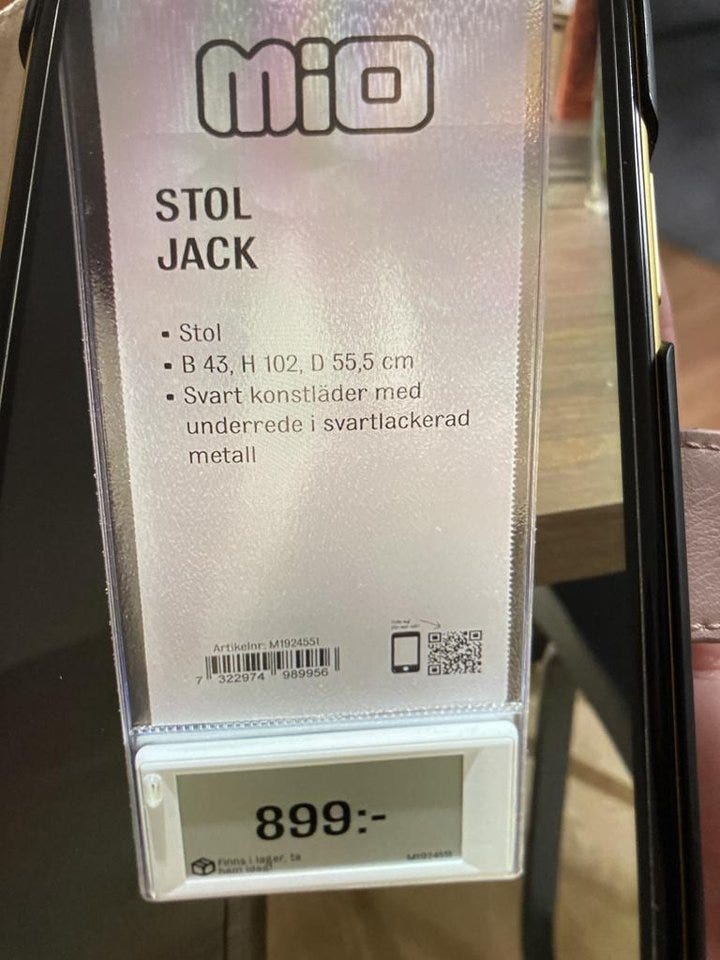 mio
STOL
JACK
▪ Stol
▪ B 43, H 102, D 55,5 cm
▪ Svart konstläder med
underrede i svartlackerad
metall
Artikelnr: M1924551
7 322974 989956
899:-
Finns i lager, ta
hem idag!
M1924551